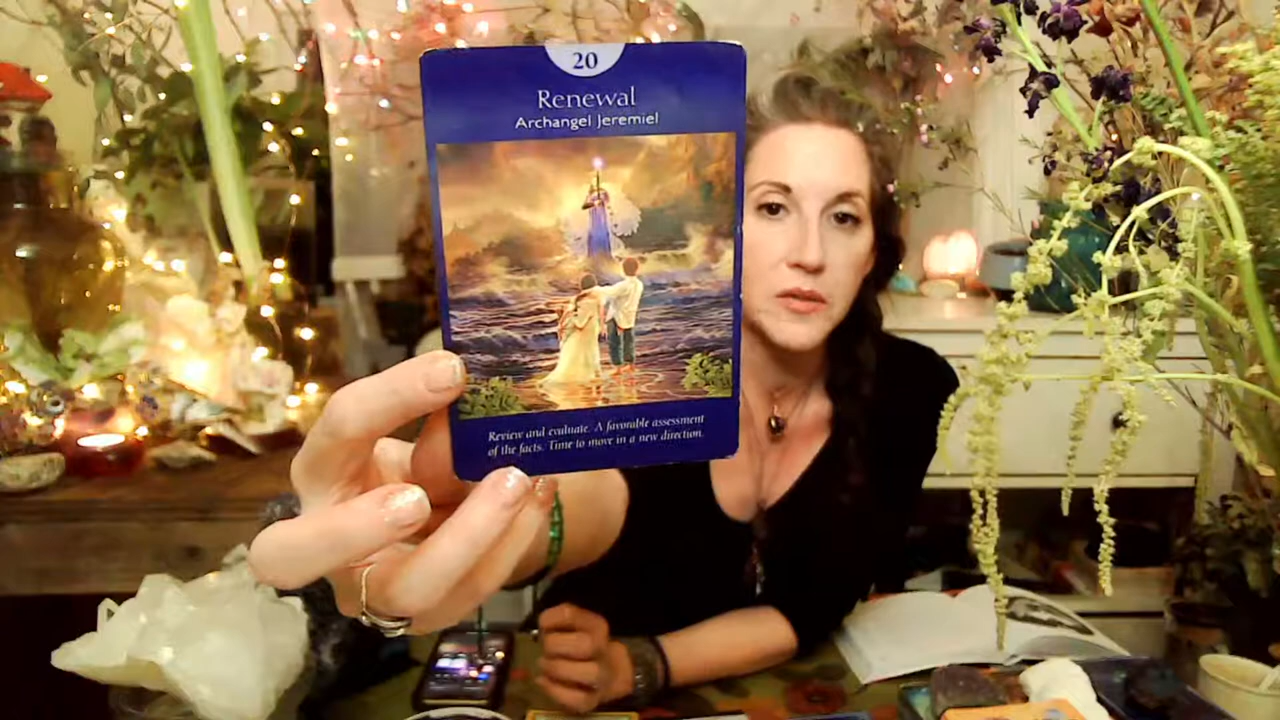 20
Renewal
Archangel Jeremiel
Review and evaluate. A favorable assessment
of the facts. Time to move in a new direction.